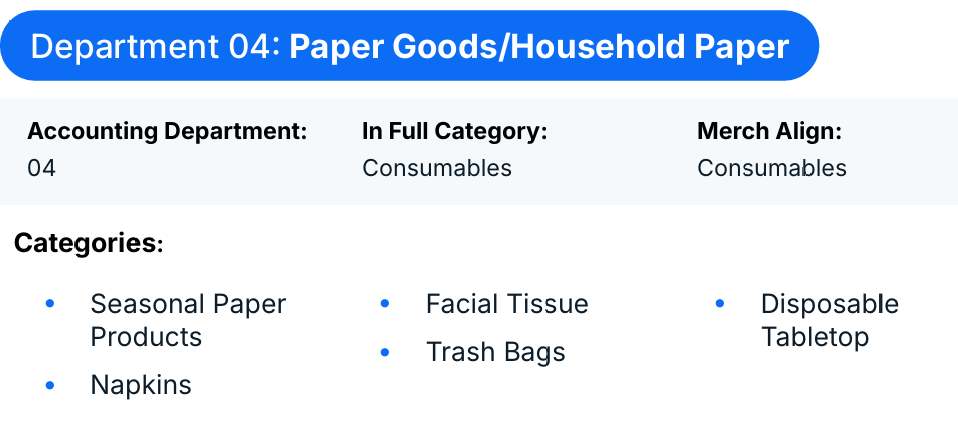 Department 04: Paper Goods/Household Paper
Accounting Department:
04
In Full Category:
Consumables
Merch Align:
Consumables
Categories:
• Seasonal Paper
Products
• Napkins
• Facial Tissue
• Trash Bags
• Disposable
Tabletop